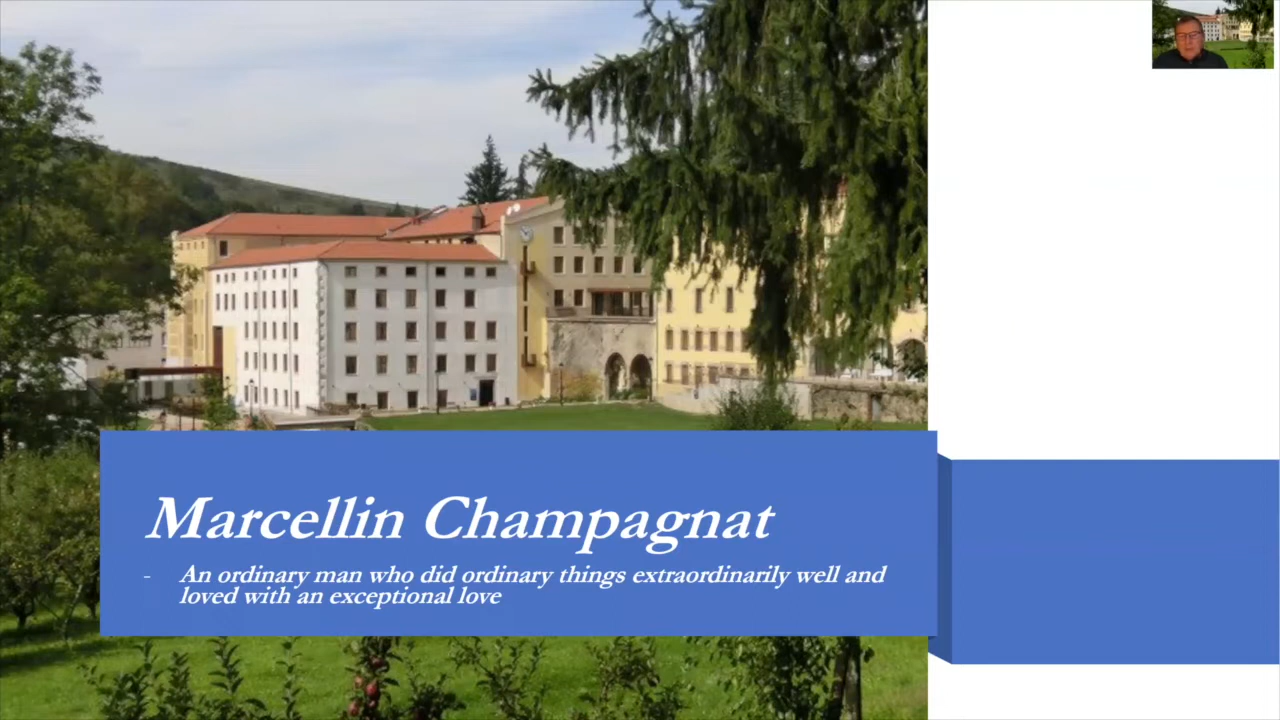 Marcellin Champagnat
- An ordinary man who did ordinary things extraordinarily well and
loved with an exceptional love